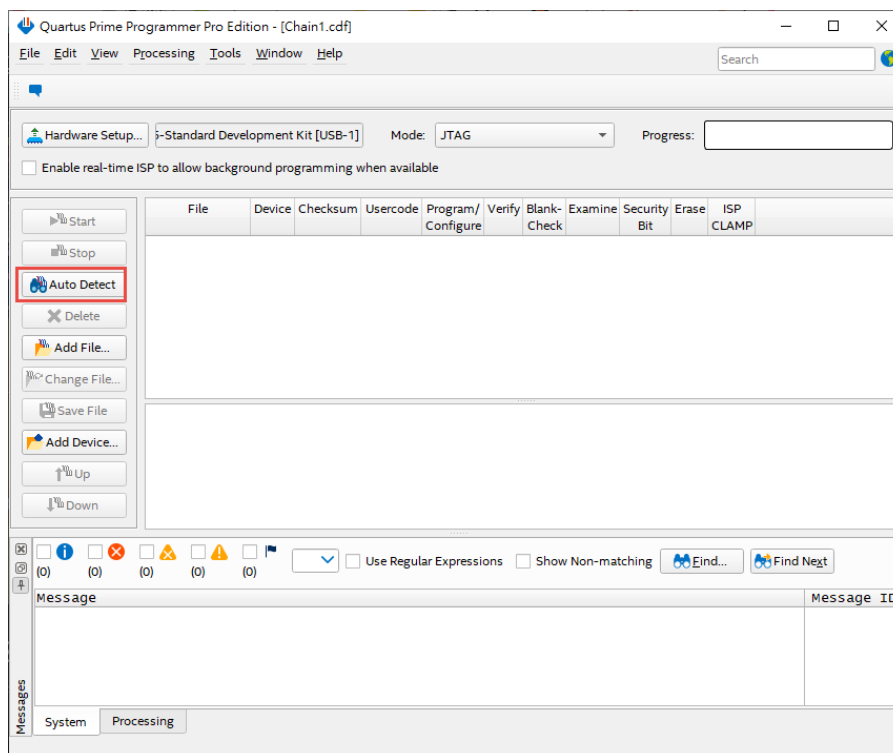 Quartus Prime Programmer Pro Edition - [Chain1.cdf]
File Edit View Processing Tools Window Help
Search
Hardware Setup... 5-Standard Development Kit [USB-1] Mode: JTAG Progress:
Enable real-time ISP to allow background programming when available
File Device Checksum Usercode Program/ Verify Blank- Examine Security Erase ISP
Configure Check Bit CLAMP
Start
Stop
Auto Detect
Delete
Add File...
Change File...
Save File
Add Device...
Up
Down
(0) (0) (0) (0) (0) Use Regular Expressions Show Non-matching Find... Find Next
Message Message ID
Messages
System Processing